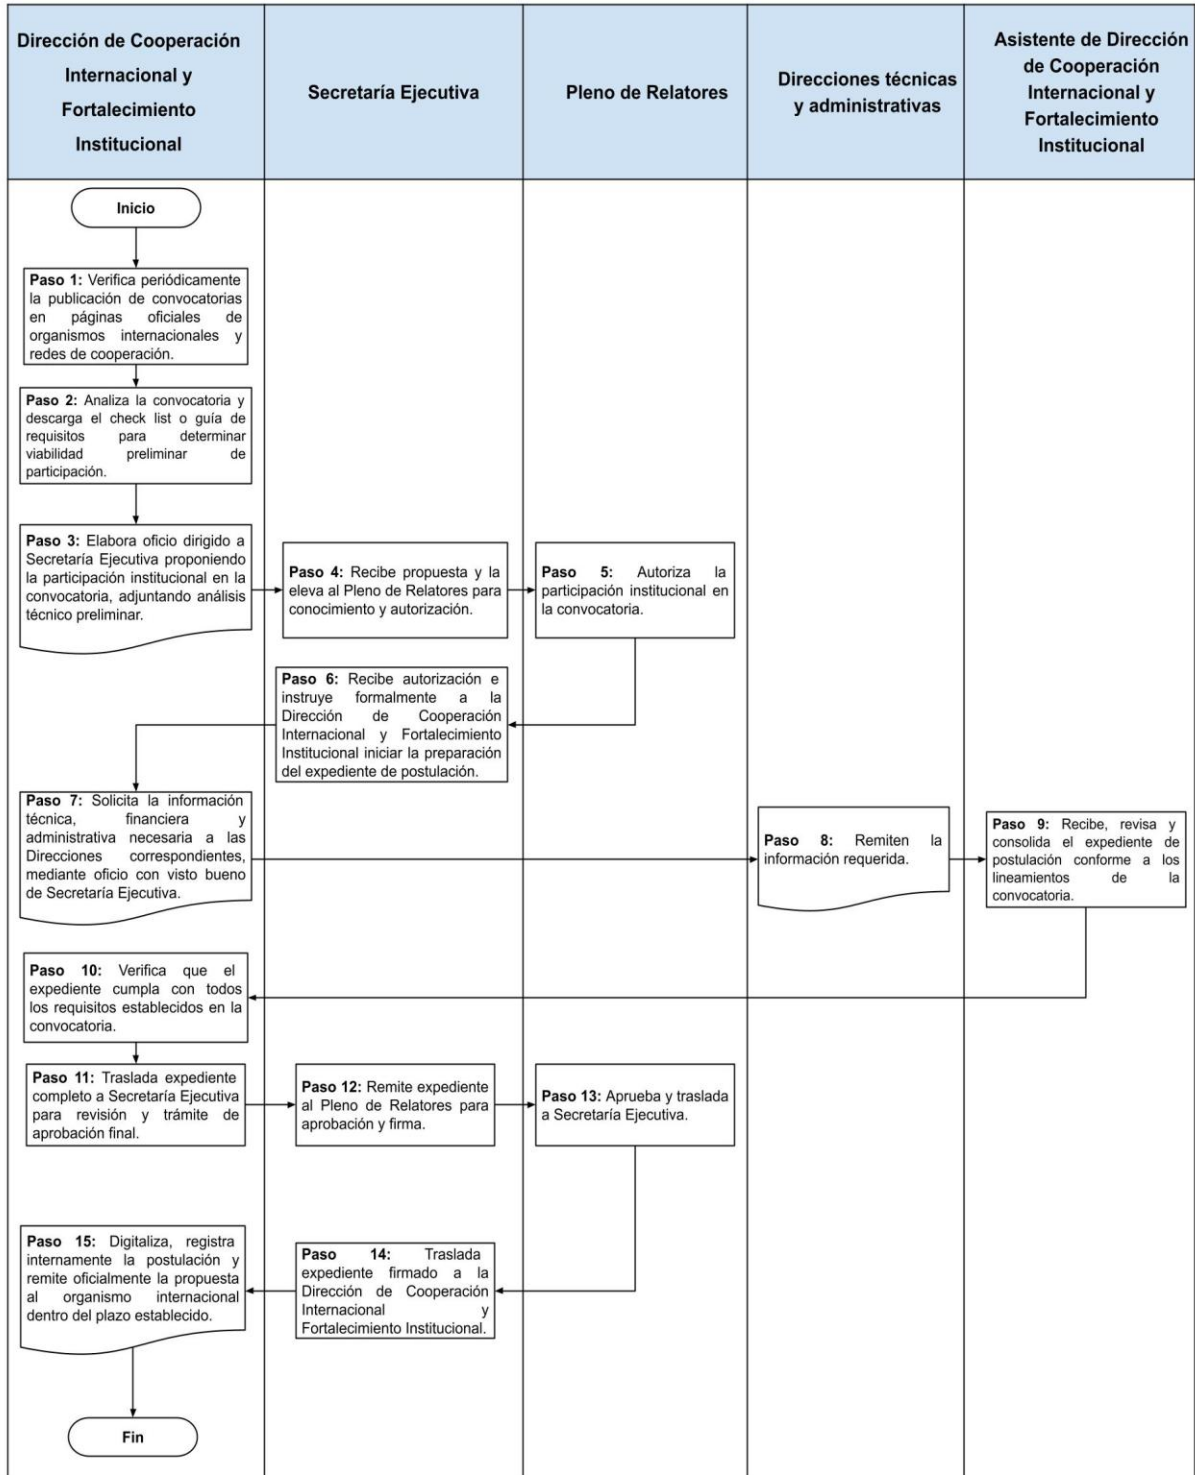 Dirección de Cooperación
Internacional y
Fortalecimiento
Institucional
Secretaría Ejecutiva
Pleno de Relatores
Direcciones técnicas
y administrativas
Asistente de Dirección
de Cooperación
Internacional y
Fortalecimiento
Institucional
Inicio
Paso 1: Verifica periódicamente
la publicación de convocatorias
en páginas oficiales de
organismos internacionales y
redes de cooperación.
Paso 2: Analiza la convocatoria y
descarga el check list o guía de
requisitos para determinar
viabilidad preliminar de
participación.
Paso 3: Elabora oficio dirigido a
Secretaría Ejecutiva proponiendo
la participación institucional en la
convocatoria, adjuntando análisis
técnico preliminar.
Paso 4: Recibe propuesta y la
eleva al Pleno de Relatores para
conocimiento y autorización.
Paso 5: Autoriza la
participación institucional en
la convocatoria.
Paso 6: Recibe autorización e
instruye formalmente a la
Dirección de Cooperación
Internacional y Fortalecimiento
Institucional iniciar la preparación
del expediente de postulación.
Paso 7: Solicita la información
técnica, financiera y
administrativa necesaria a las
Direcciones correspondientes,
mediante oficio con visto bueno
de Secretaría Ejecutiva.
Paso 8: Remiten la
información requerida.
Paso 9: Recibe, revisa y
consolida el expediente de
postulación conforme a los
lineamientos de la
convocatoria.
Paso 10: Verifica que el
expediente cumpla con todos
los requisitos establecidos en la
convocatoria.
Paso 11: Traslada expediente
completo a Secretaría Ejecutiva
para revisión y trámite de
aprobación final.
Paso 12: Remite expediente
al Pleno de Relatores para
aprobación y firma.
Paso 13: Aprueba y traslada
a Secretaría Ejecutiva.
Paso 14: Traslada
expediente firmado a la
Dirección de Cooperación
Internacional y
Fortalecimiento Institucional.
Paso 15: Digitaliza, registra
internamente la postulación y
remite oficialmente la propuesta
al organismo internacional
dentro del plazo establecido.
Fin